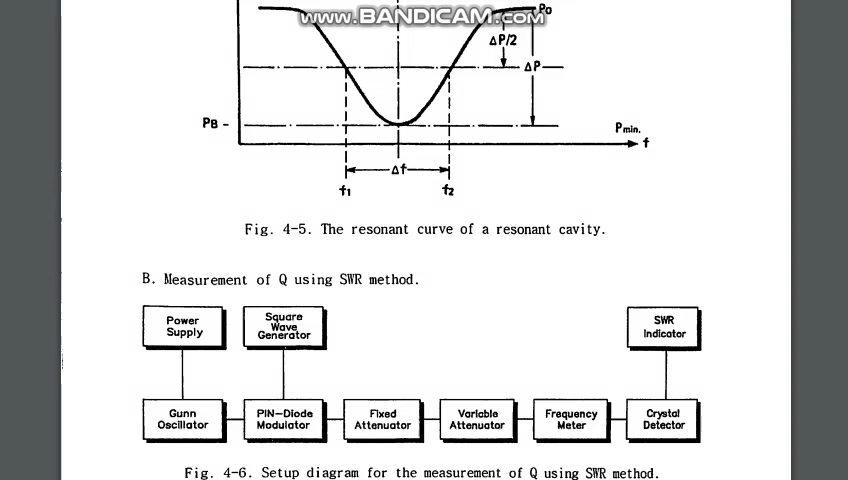 www.BANDICAM.com
Po
ΔP/2
ΔP
PB -
Pmin.
f
Δf
f1
f2
Fig. 4-5. The resonant curve of a resonant cavity.
B. Measurement of Q using SWR method.
Power
Supply
Square
Wave
Generator
SWR
Indicator
Gunn
Oscillator
PIN-Diode
Modulator
Fixed
Attenuator
Variable
Attenuator
Frequency
Meter
Crystal
Detector
Fig. 4-6. Setup diagram for the measurement of Q using SWR method.